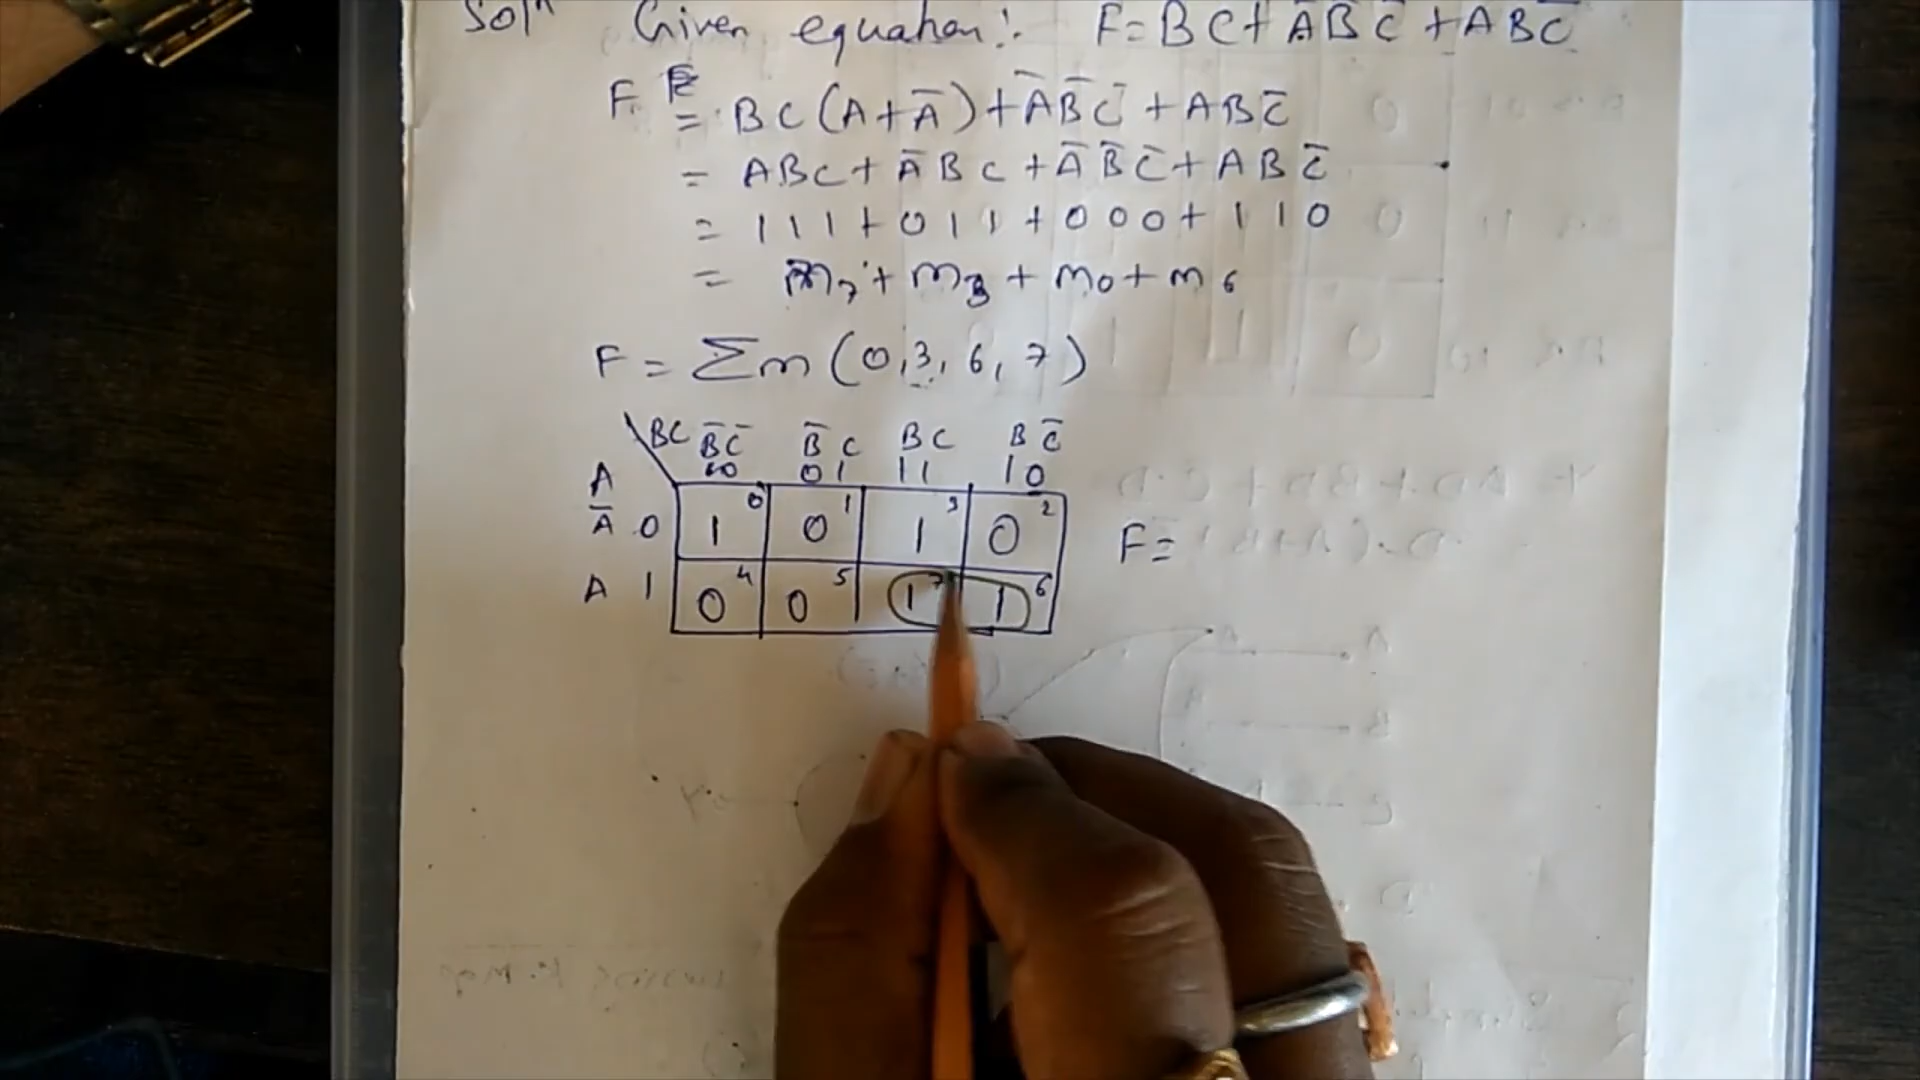 Soln Given equation:- F=BC+A̅B̅C̅+ABC̅
F = BC(A+A̅)+A̅B̅C̅+ABC̅
= ABC+A̅BC+A̅B̅C̅+ABC̅
= 111+011+000+110
= m7+m3+m0+m6
F = Σm(0,3,6,7)
BC B̅C̅ B̅C BC BC̅
A 00 01 11 10
A̅ 0 1 0 0 1 1 3 0 2
F=
A 1 0 4 0 5 1 7 1 6